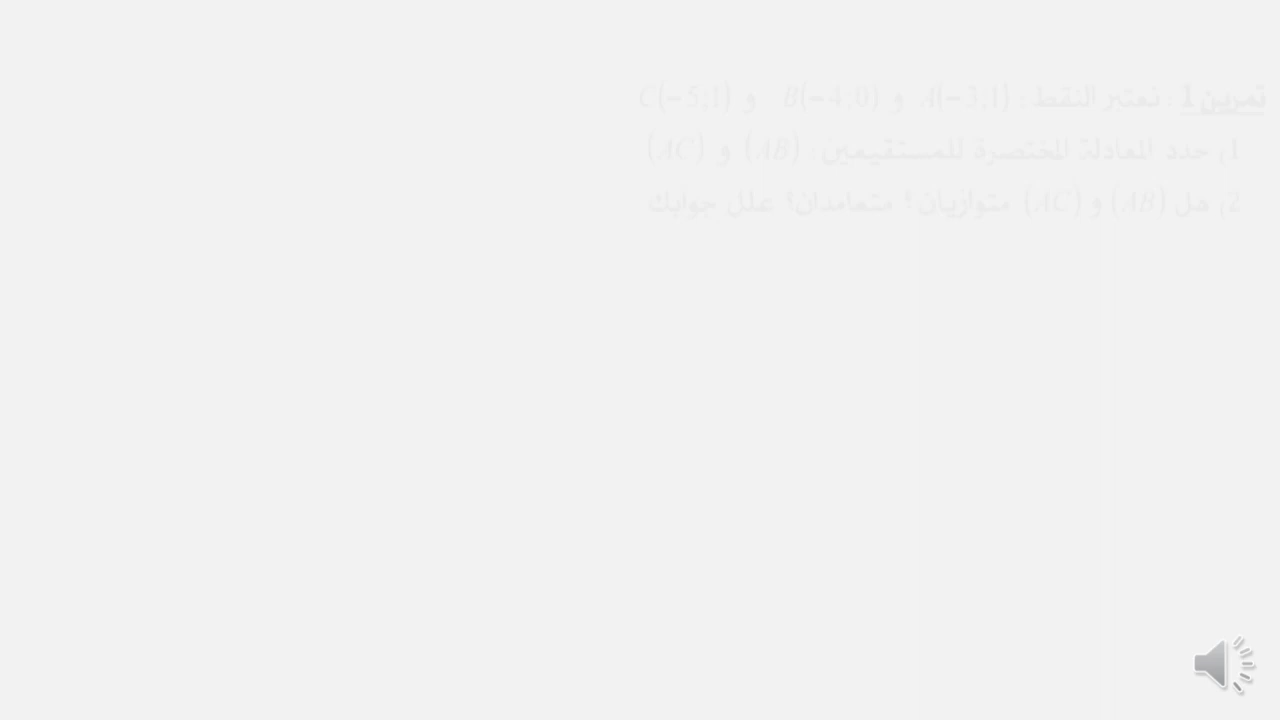 تمرين 1 : نعتبر النقط : A(−3;1) و B(−4;0) و C(−5;1)
1) حدد المعادلة المختصرة للمستقيمين : (AB) و (AC)
2) هل (AB) و (AC) متوازيان ؟ متعامدان؟ علل جوابك